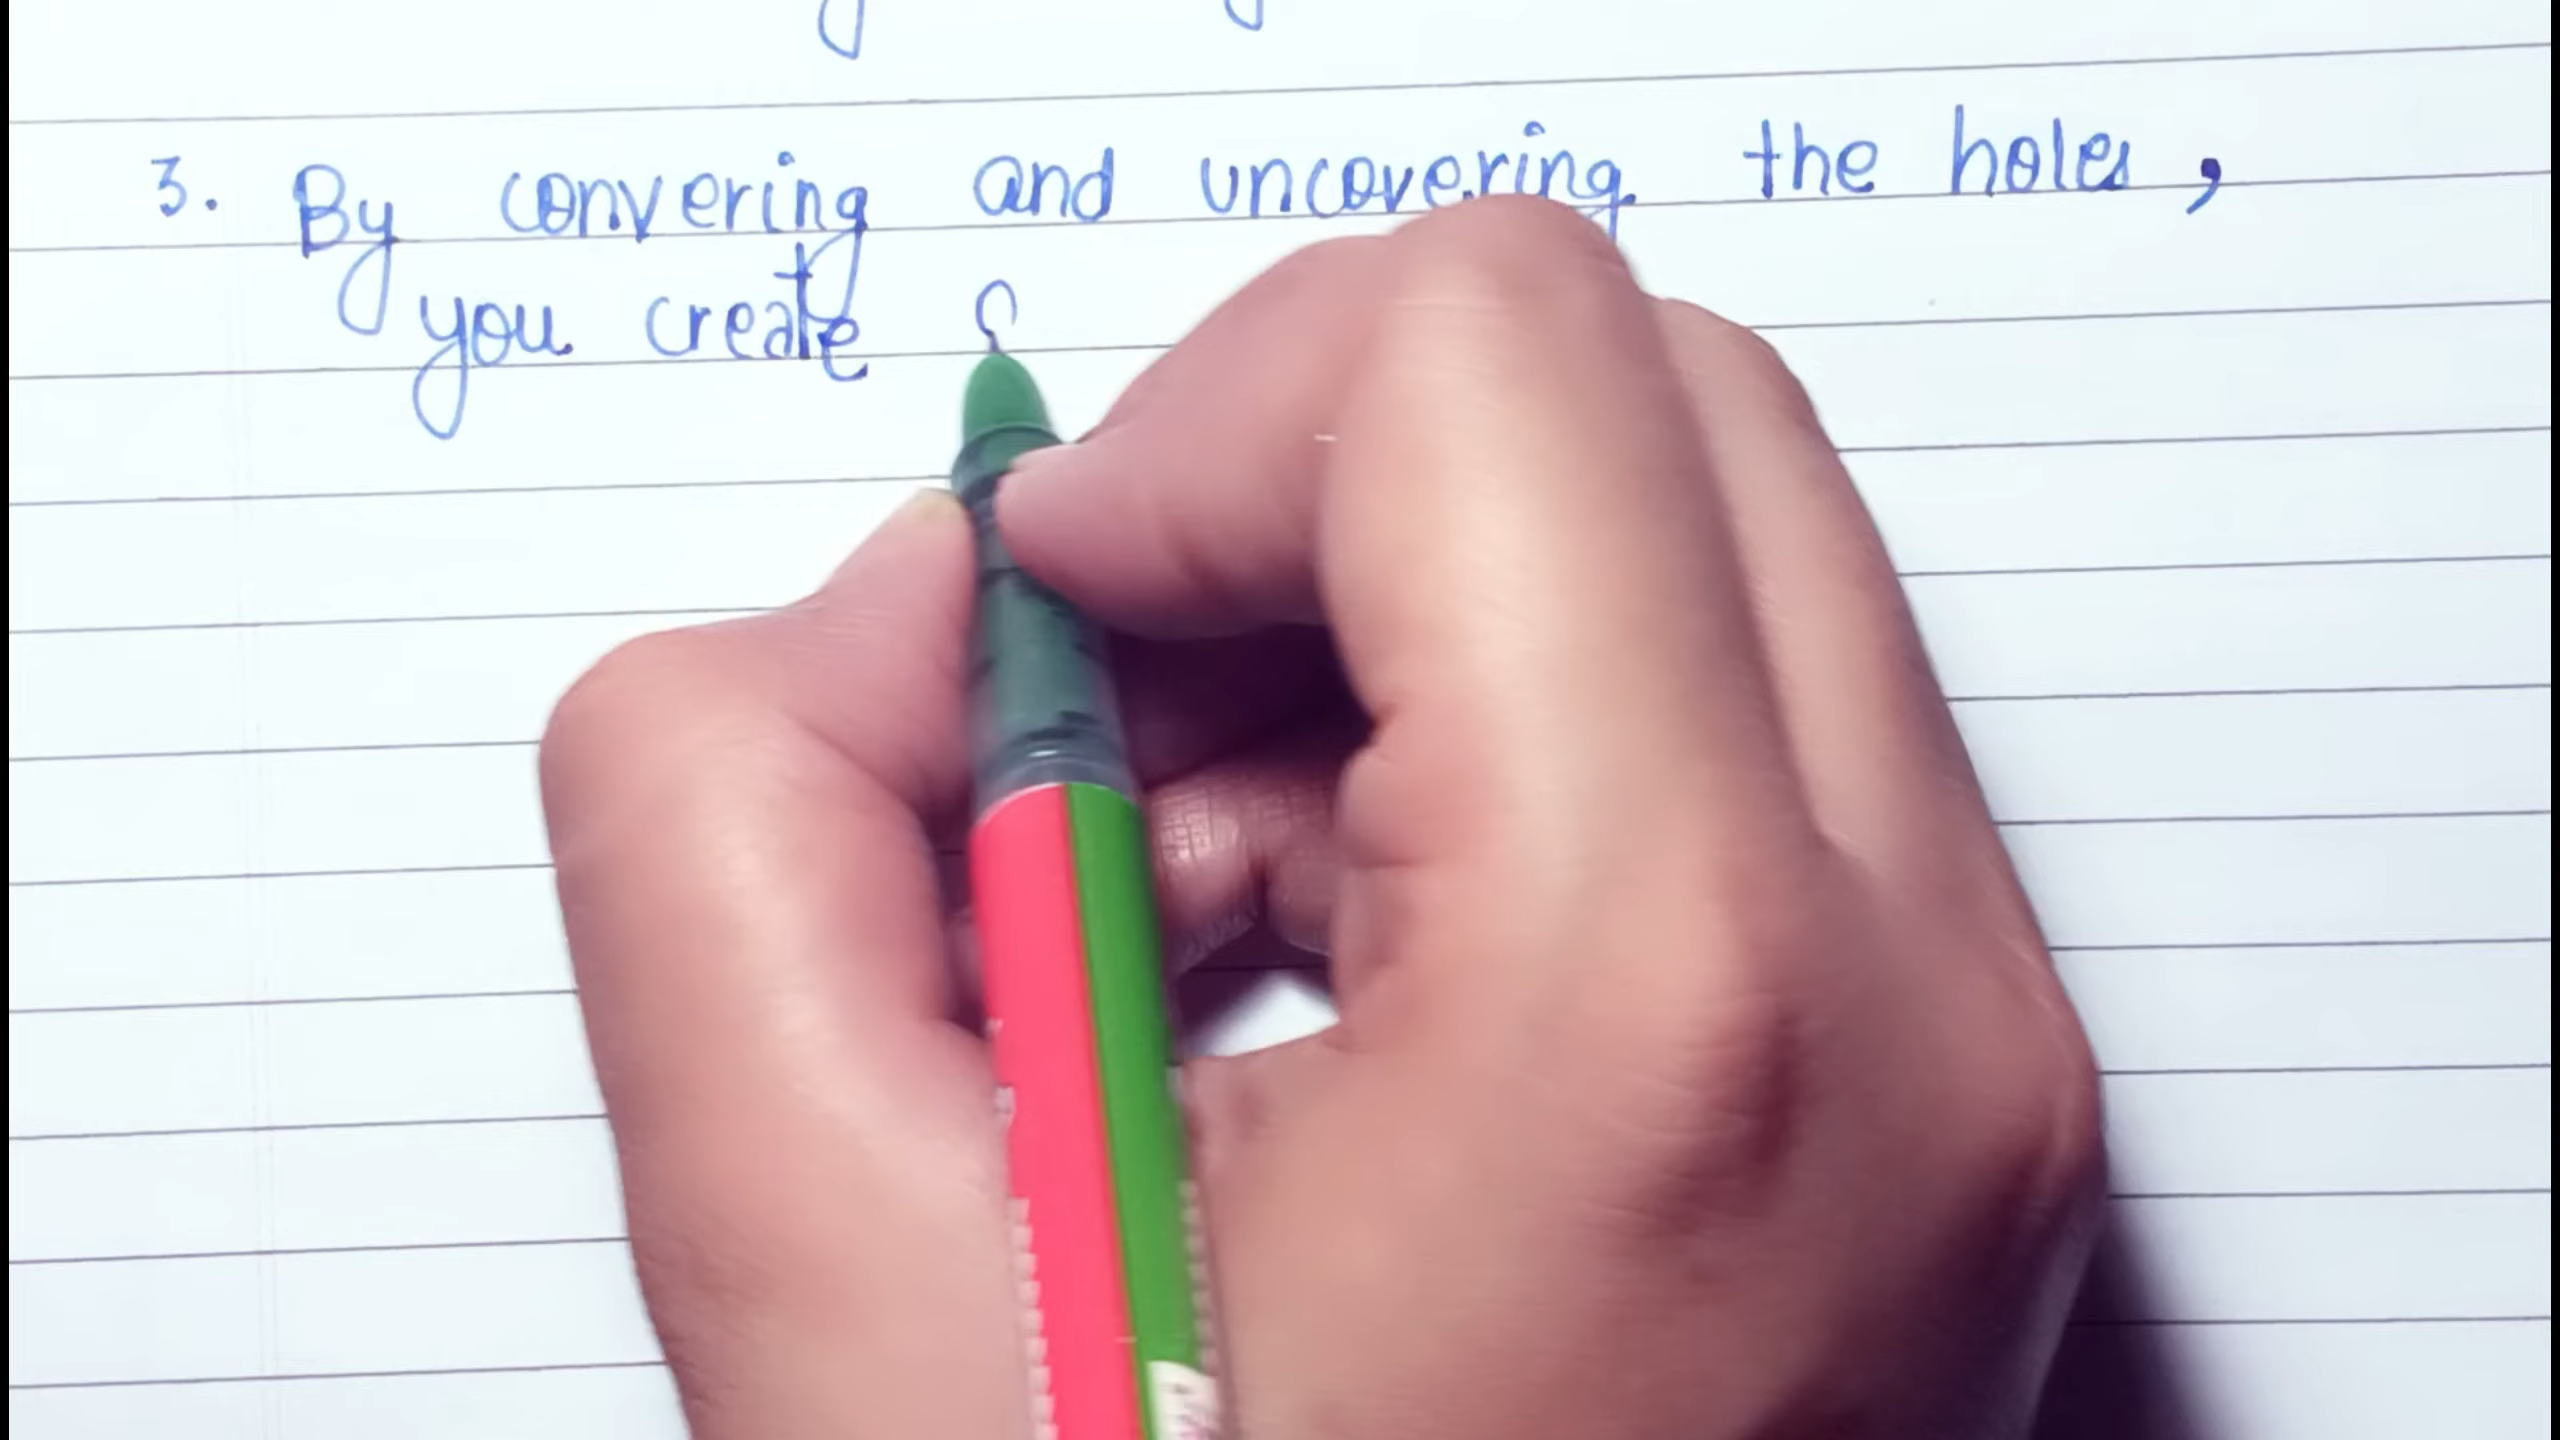 3. By convering and uncovering the holes,
you create